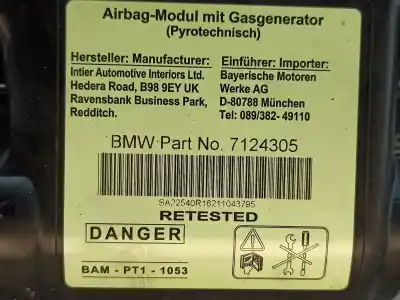 Airbag-Modul mit Gasgenerator
(Pyrotechnisch)
Hersteller: Manufacturer:
Intier Automotive Interiors Ltd.
Hedera Road, B98 9EY UK
Ravensbank Business Park,
Redditch.
Einführer: Importer:
Bayerische Motoren
Werke AG
D-80788 München
Tel: 089/382- 49110
BMW Part No. 7124305
SA22540R16211043795
RETESTED
DANGER
BAM - PT1 - 1053